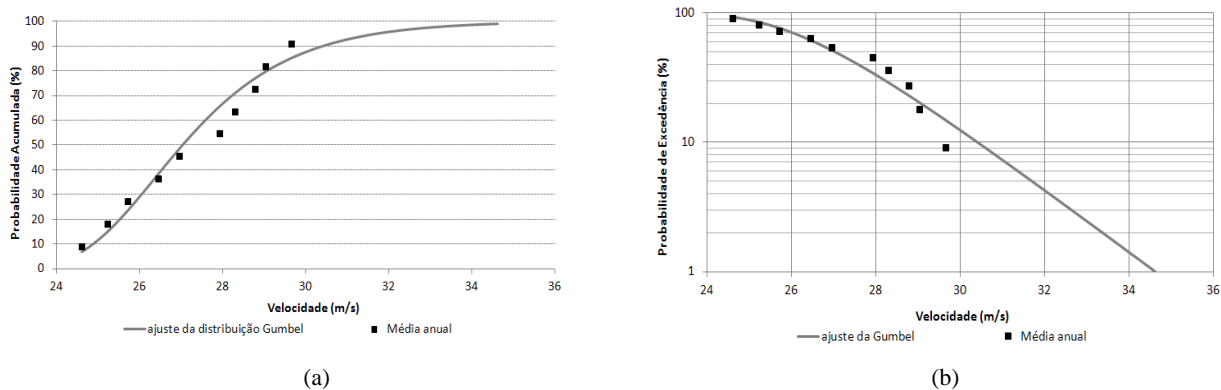 Probabilidade Acumulada (%)
100
90
80
70
60
50
40
30
20
10
0
24 26 28 30 32 34 36
Velocidade (m/s)
ajuste da distribuição Gumbel Média anual
(a)
Probabilidade de Excedência (%)
100
10
1
24 26 28 30 32 34 36
Velocidade (m/s)
ajuste da Gumbel Média anual
(b)